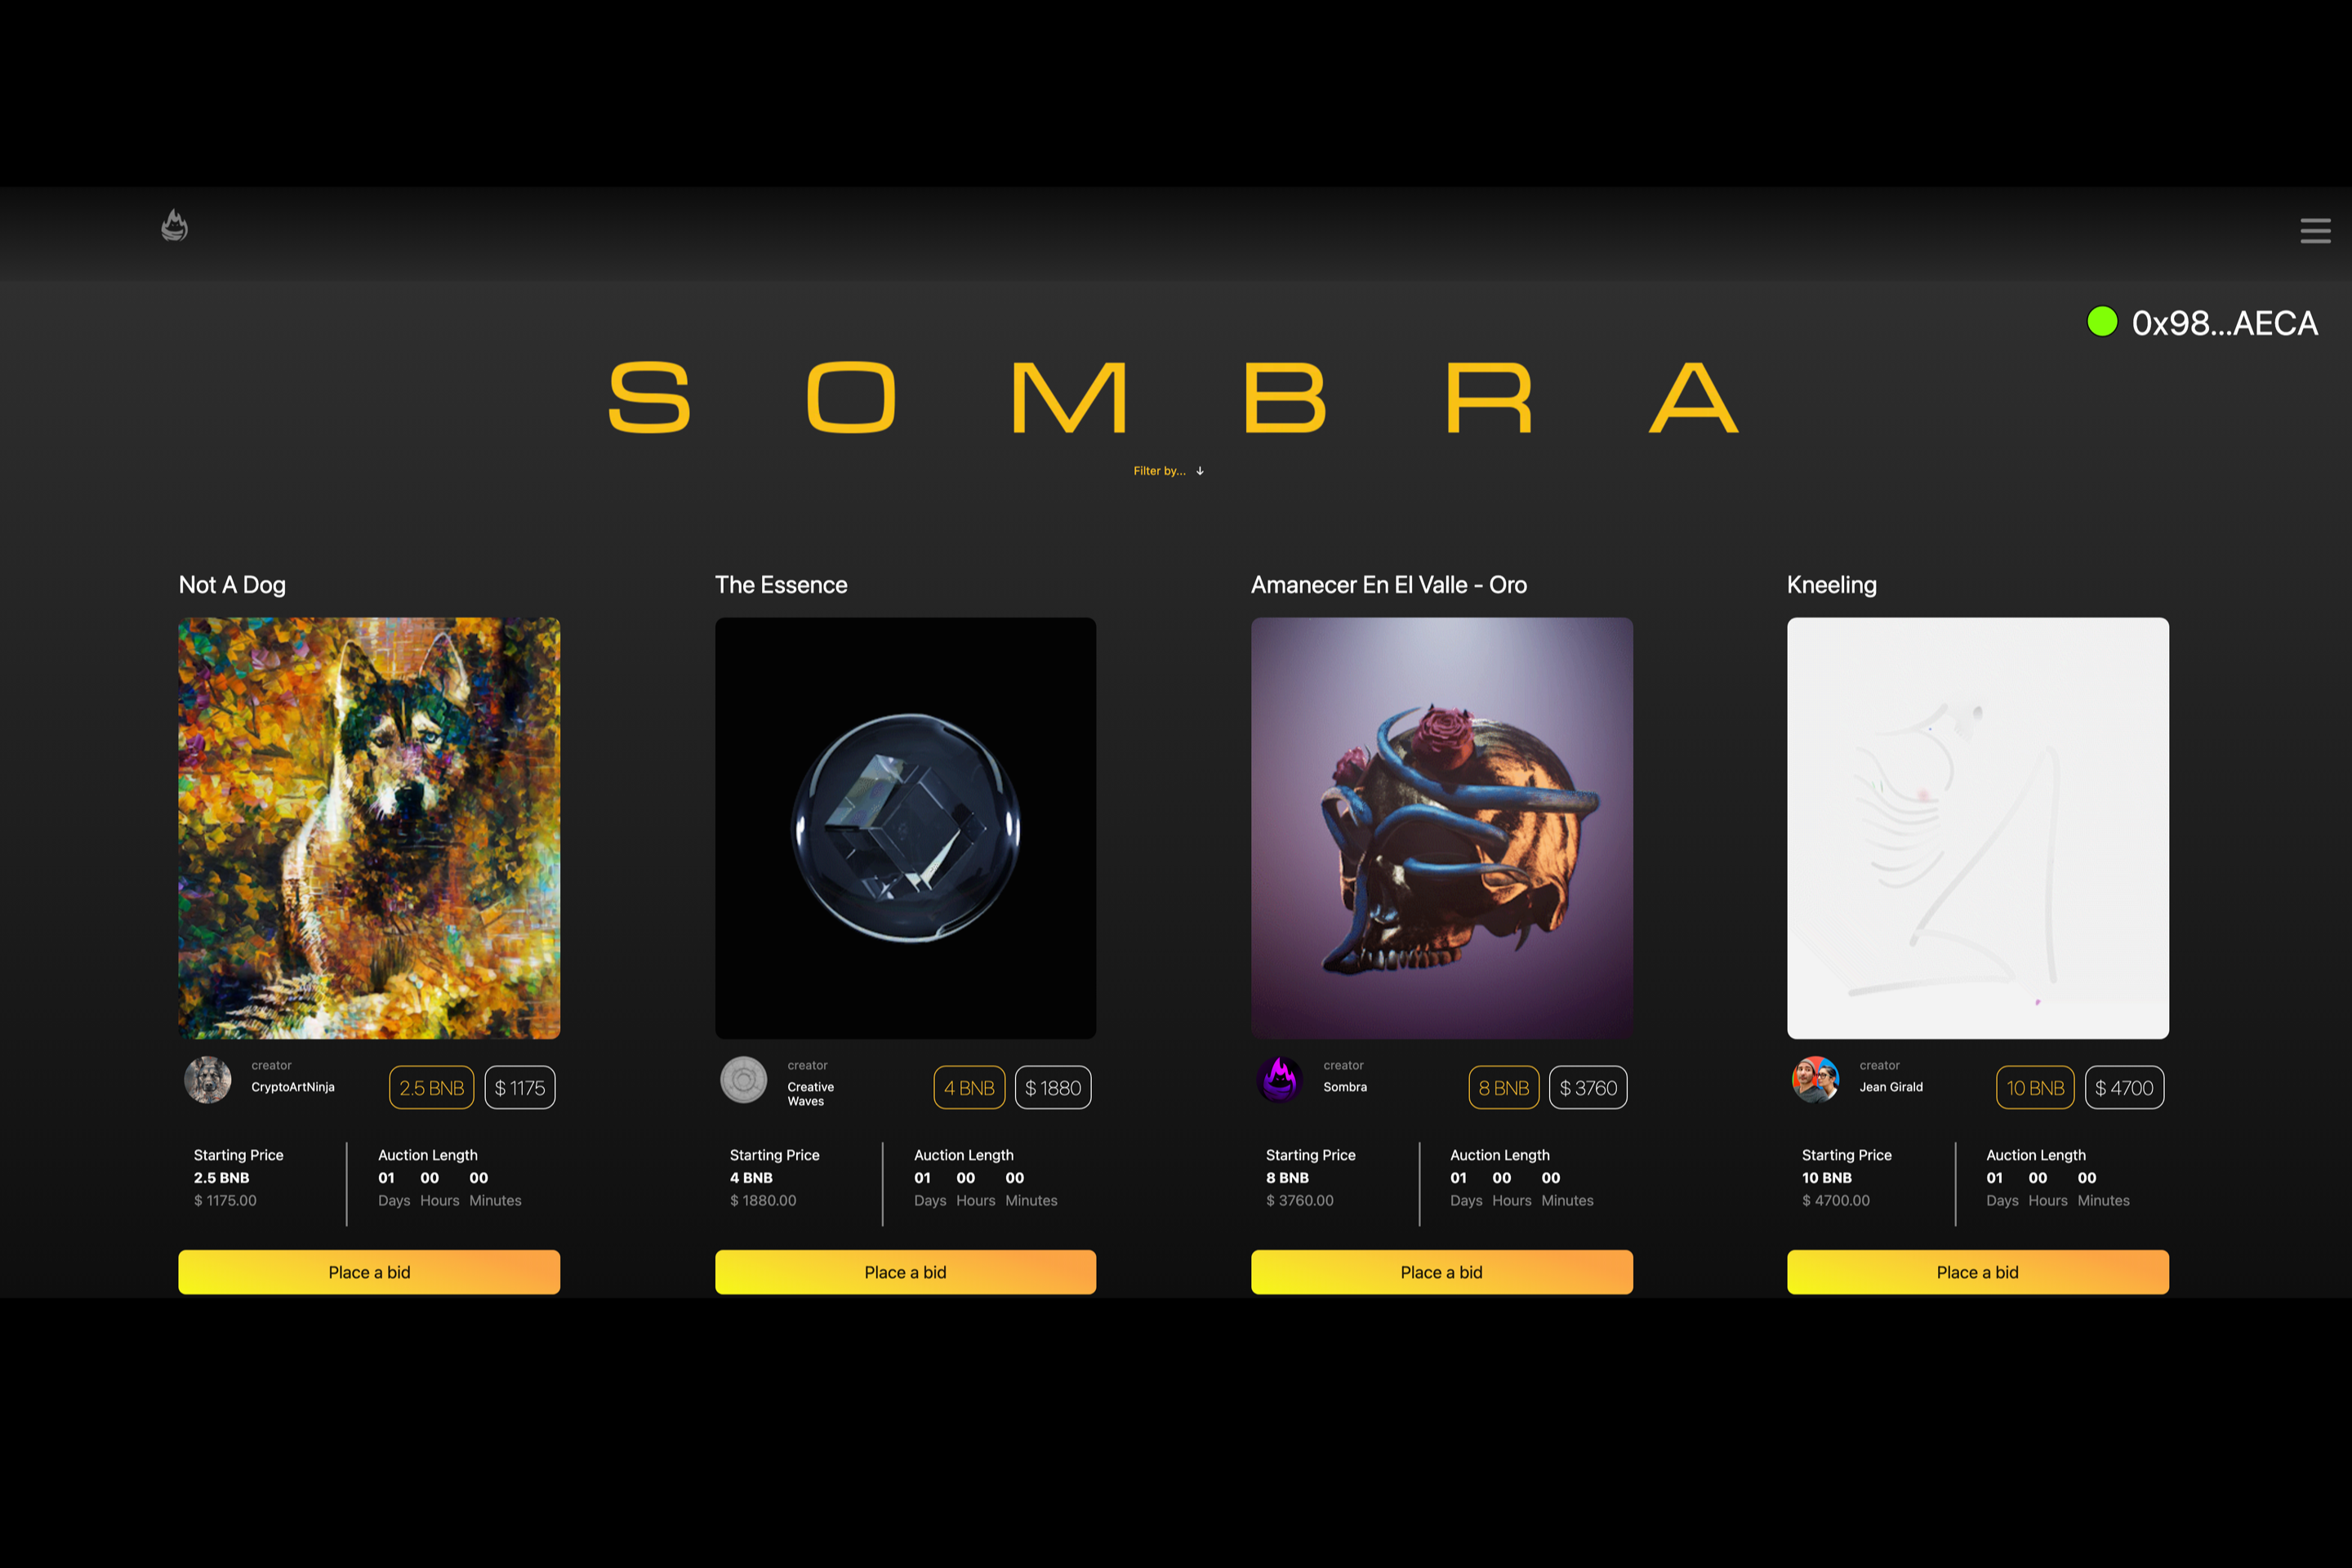 0x98...AECA
SOMBRA
Filter by... ↓
Not A Dog
creator
CryptoArtNinja
2.5 BNB
$ 1175
Starting Price
2.5 BNB
$ 1175.00
Auction Length
01 00 00
Days Hours Minutes
Place a bid
The Essence
creator
Creative
Waves
4 BNB
$ 1880
Starting Price
4 BNB
$ 1880.00
Auction Length
01 00 00
Days Hours Minutes
Place a bid
Amanecer En El Valle - Oro
creator
Sombra
8 BNB
$ 3760
Starting Price
8 BNB
$ 3760.00
Auction Length
01 00 00
Days Hours Minutes
Place a bid
Kneeling
creator
Jean Girald
10 BNB
$ 4700
Starting Price
10 BNB
$ 4700.00
Auction Length
01 00 00
Days Hours Minutes
Place a bid